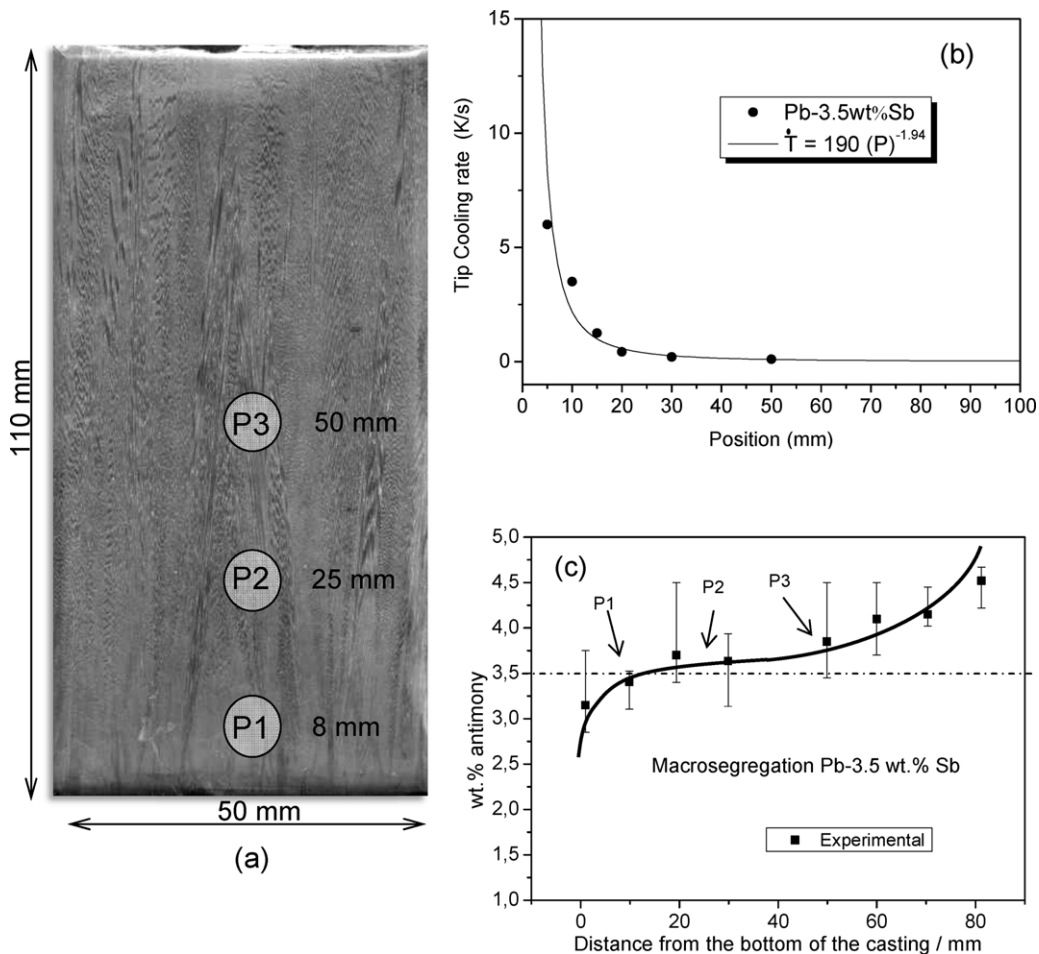 110 mm
P3
50 mm
P2
25 mm
P1
8 mm
50 mm
(a)
(b)
Tip Cooling rate (K/s)
15
10
5
0
Pb-3.5wt%Sb
Ṫ = 190 (P)^-1.94
0 10 20 30 40 50 60 70 80 90 100
Position (mm)
(c)
wt.% antimony
5,0
4,5
4,0
3,5
3,0
2,5
2,0
1,5
1,0
P1
P2
P3
Macrosegregation Pb-3.5 wt.% Sb
Experimental
0 20 40 60 80
Distance from the bottom of the casting / mm